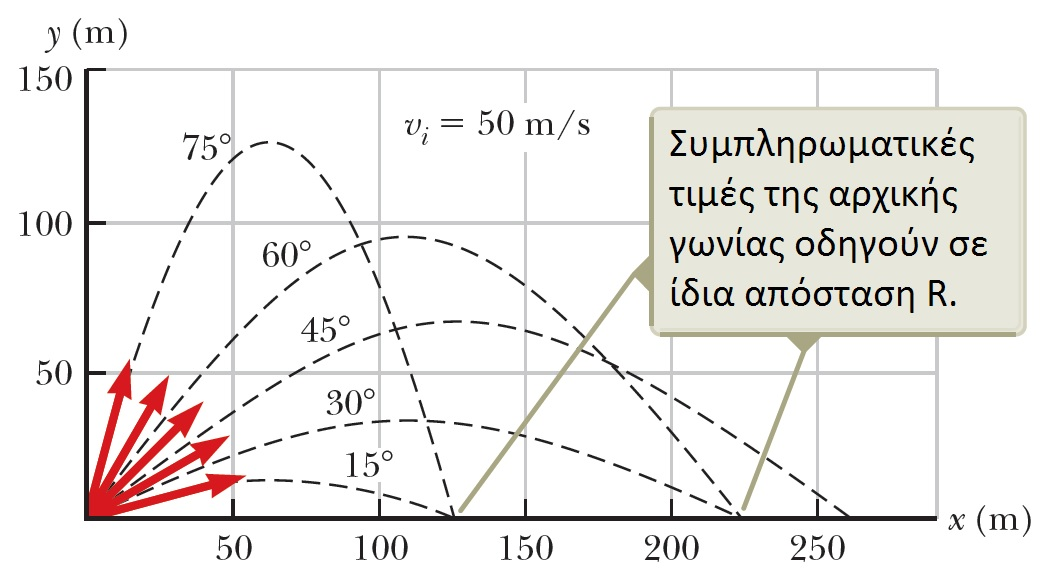 y (m)
150
v_i = 50 m/s
75°
Συμπληρωματικές
τιμές της αρχικής
γωνίας οδηγούν σε
ίδια απόσταση R.
100
60°
45°
50
30°
15°
x (m)
50 100 150 200 250